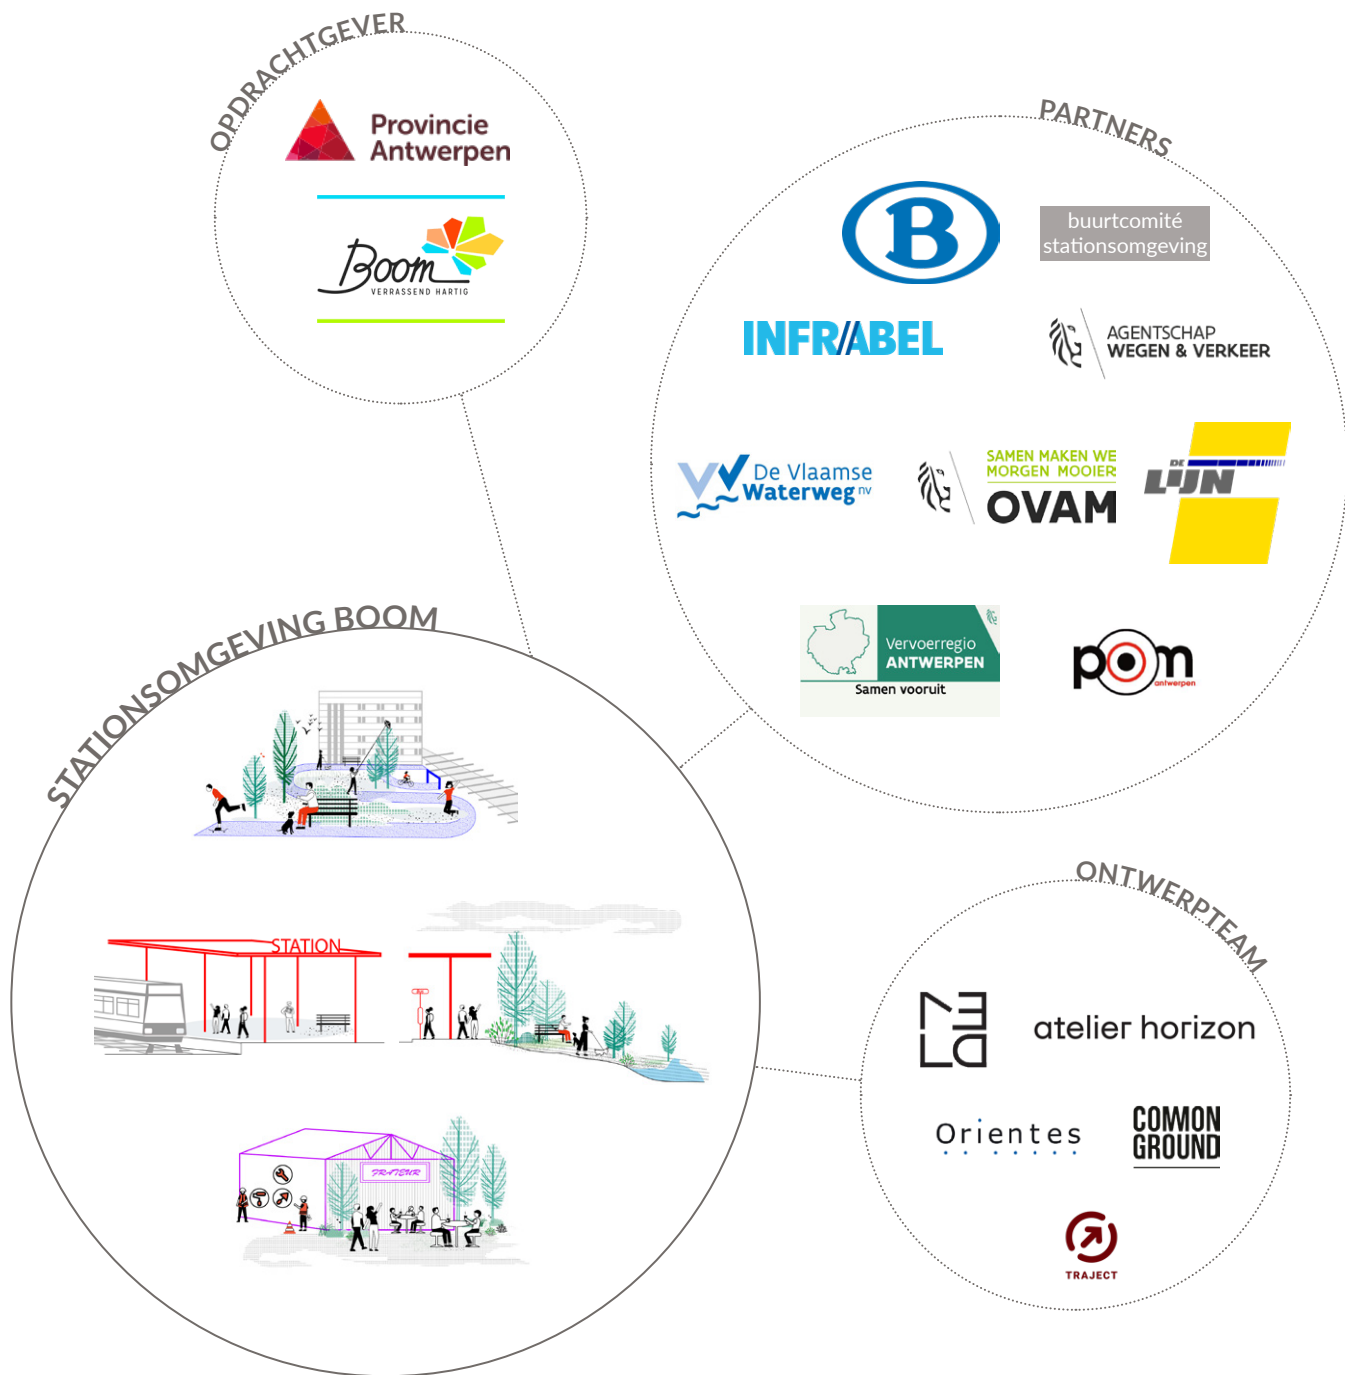 OPDRACHTGEVER
Provincie
Antwerpen
Boom
VERRASSEND HARTIG
PARTNERS
B
buurtcomité
stationsomgeving
INFRABEL
AGENTSCHAP
WEGEN & VERKEER
De Vlaamse
Waterweg nv
SAMEN MAKEN WE
MORGEN MOOIER
OVAM
DE
LIJN
Vervoerregio
ANTWERPEN
Samen vooruit
pom
antwerpen
STATIONSOMGEVING BOOM
STATION
FRATEUR
ONTWERPTEAM
atelier horizon
Orientes
COMMON
GROUND
TRAJECT